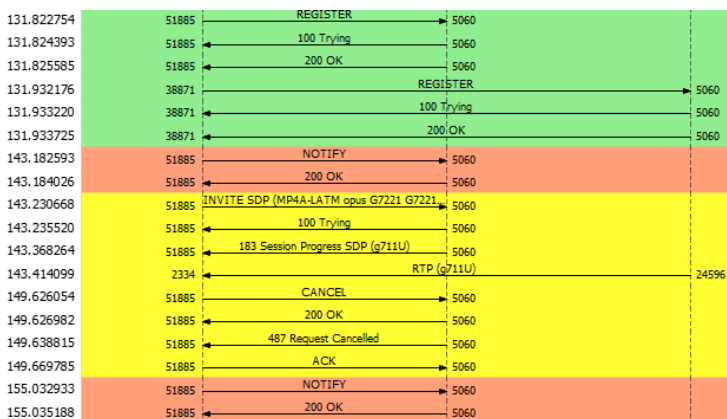 131.822754 51885 REGISTER 5060
131.824393 51885 100 Trying 5060
131.825585 51885 200 OK 5060
131.932176 38871 REGISTER 5060
131.933220 38871 100 Trying 5060
131.933725 38871 200 OK 5060
143.182593 51885 NOTIFY 5060
143.184026 51885 200 OK 5060
143.230668 51885 INVITE SDP (MP4A-LATM opus G7221 G7221... 5060
143.235520 51885 100 Trying 5060
143.368264 51885 183 Session Progress SDP (g711U) 5060
143.414099 2334 RTP (g711U) 24596
149.626054 51885 CANCEL 5060
149.626982 51885 200 OK 5060
149.638815 51885 487 Request Cancelled 5060
149.669785 51885 ACK 5060
155.032933 51885 NOTIFY 5060
155.035188 51885 200 OK 5060